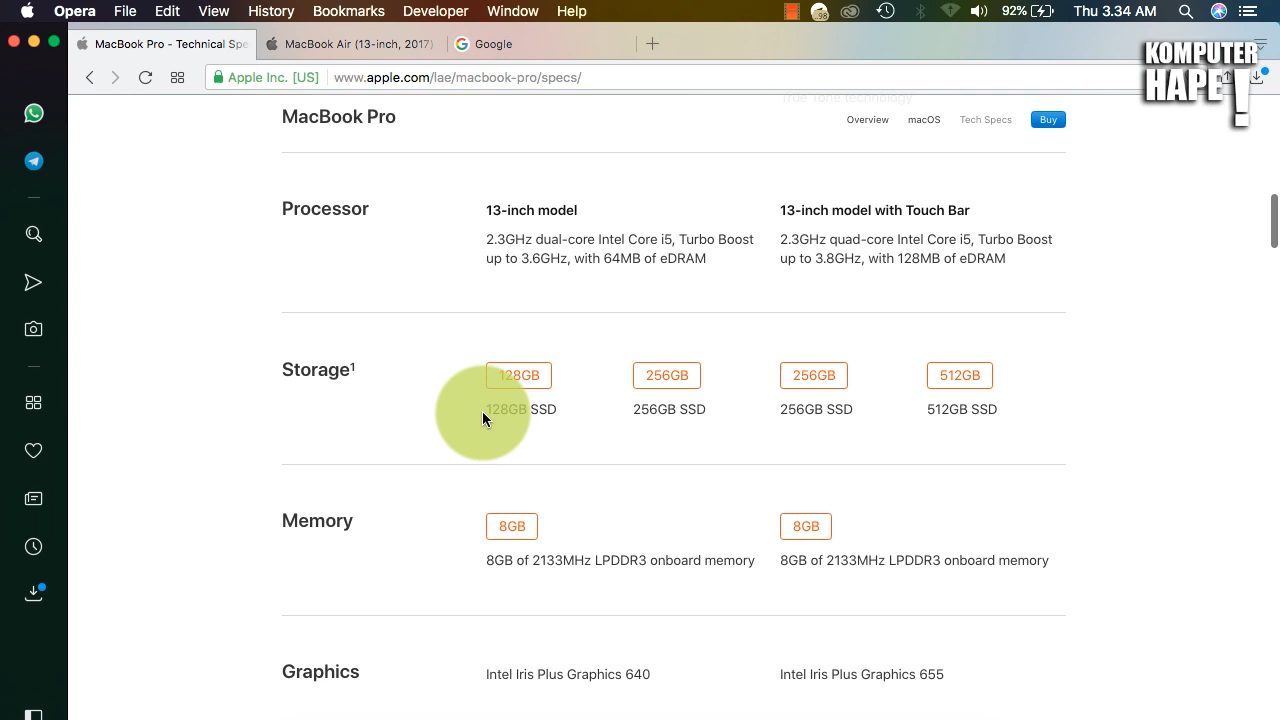 Opera File Edit View History Bookmarks Developer Window Help 98 92% Thu 3.34 AM
MacBook Pro - Technical Spe MacBook Air (13-inch, 2017) Google
Apple Inc. [US] www.apple.com/lae/macbook-pro/specs/
KOMPUTER
HAPE!
True Tone technology
MacBook Pro Overview macOS Tech Specs Buy
Processor 13-inch model 13-inch model with Touch Bar
2.3GHz dual-core Intel Core i5, Turbo Boost 2.3GHz quad-core Intel Core i5, Turbo Boost
up to 3.6GHz, with 64MB of eDRAM up to 3.8GHz, with 128MB of eDRAM
Storage¹ 128GB 256GB 256GB 512GB
128GB SSD 256GB SSD 256GB SSD 512GB SSD
Memory 8GB 8GB
8GB of 2133MHz LPDDR3 onboard memory 8GB of 2133MHz LPDDR3 onboard memory
Graphics Intel Iris Plus Graphics 640 Intel Iris Plus Graphics 655